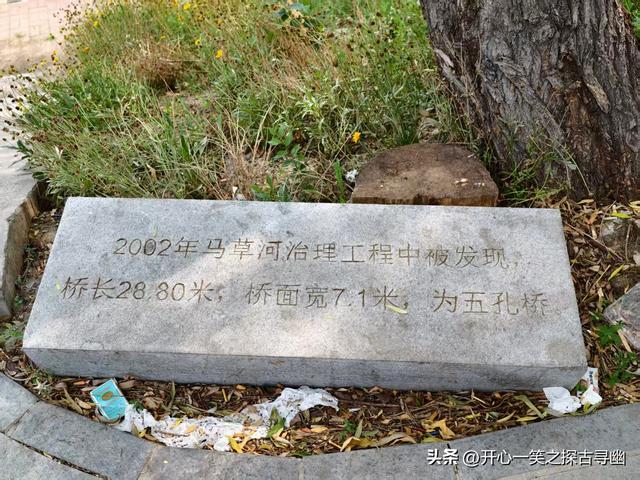 2002年马草河治理工程中被发现，
桥长28.80米；桥面宽7.1米；为五孔桥
头条 @开心一笑之探古寻幽